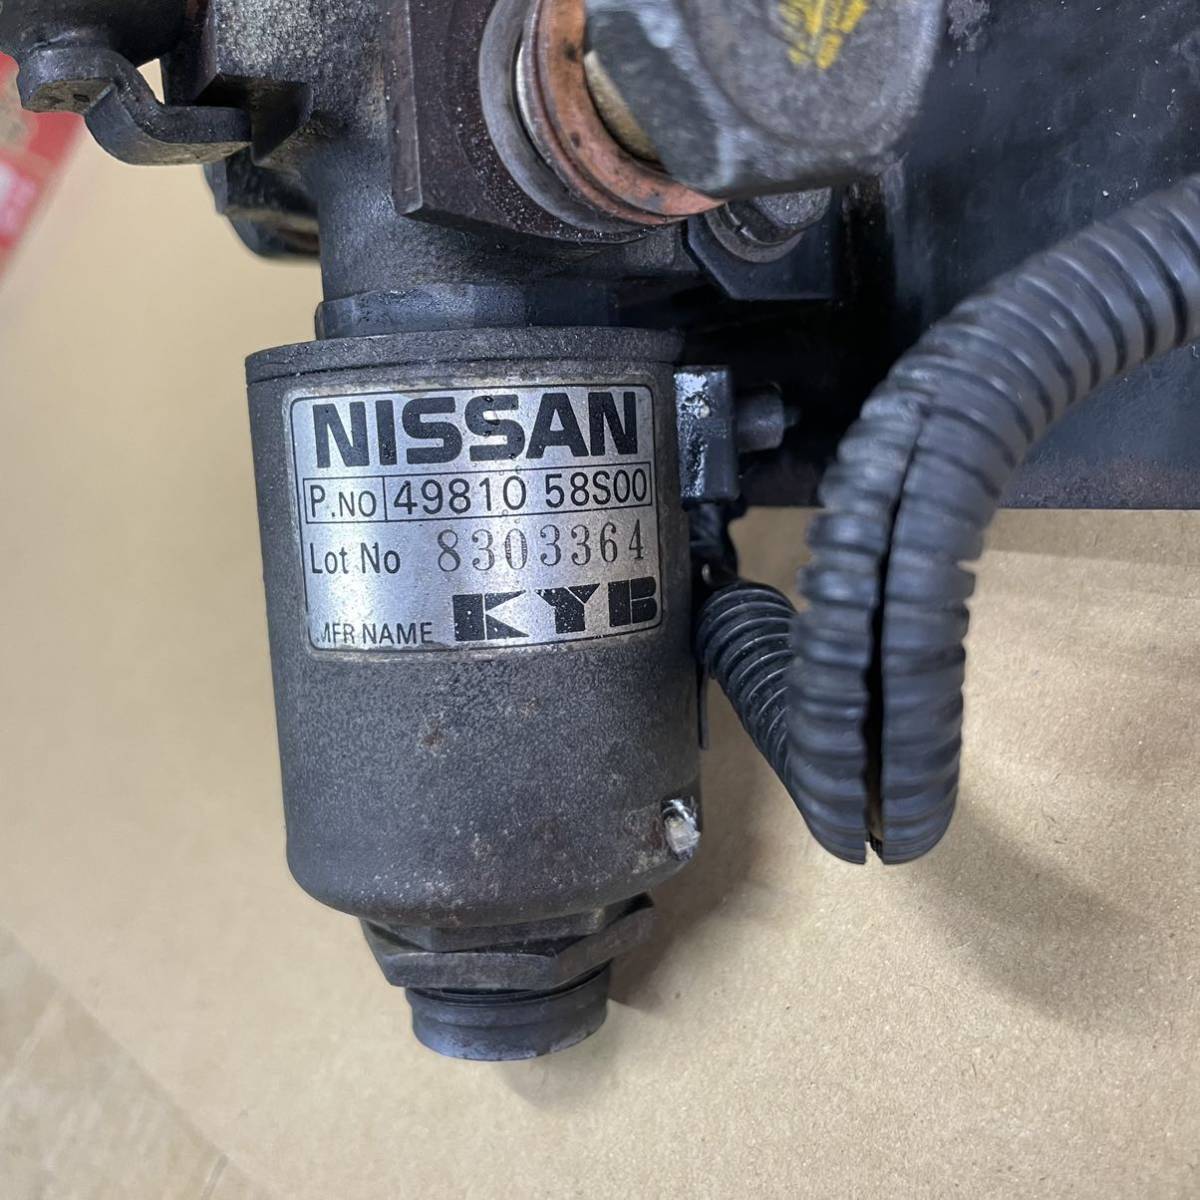 NISSAN
P.NO 49810 58S00
Lot No 8303364
MFR NAME KYB